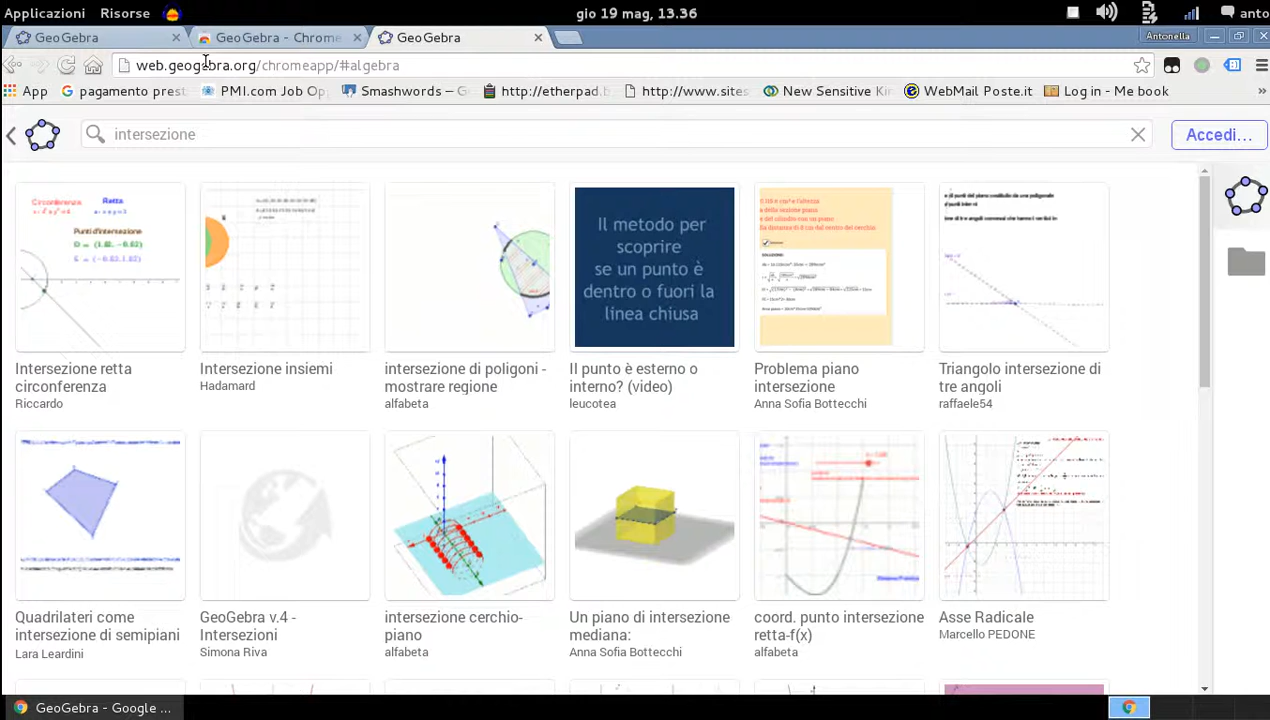 Applicazioni Risorse gio 19 mag, 13.36 anto
GeoGebra GeoGebra - Chrome GeoGebra Antonella
web.geogebra.org/chromeapp/#algebra
App pagamento prest PMI.com Job Op Smashwords – G http://etherpad.b http://www.sites New Sensitive Kin WebMail Poste.it Log in - Me book »
intersezione Accedi...
Circonferenza Retta
Punti d'intersezione
Il metodo per
scoprire
se un punto è
dentro o fuori la
linea chiusa
Intersezione retta
circonferenza
Riccardo
Intersezione insiemi
Hadamard
intersezione di poligoni -
mostrare regione
alfabeta
Il punto è esterno o
interno? (video)
leucotea
Problema piano
intersezione
Anna Sofia Bottecchi
Triangolo intersezione di
tre angoli
raffaele54
Quadrilateri come
intersezione di semipiani
Lara Leardini
GeoGebra v.4 -
Intersezioni
Simona Riva
intersezione cerchio-
piano
alfabeta
Un piano di intersezione
mediana:
Anna Sofia Bottecchi
coord. punto intersezione
retta-f(x)
alfabeta
Asse Radicale
Marcello PEDONE
GeoGebra - Google ...